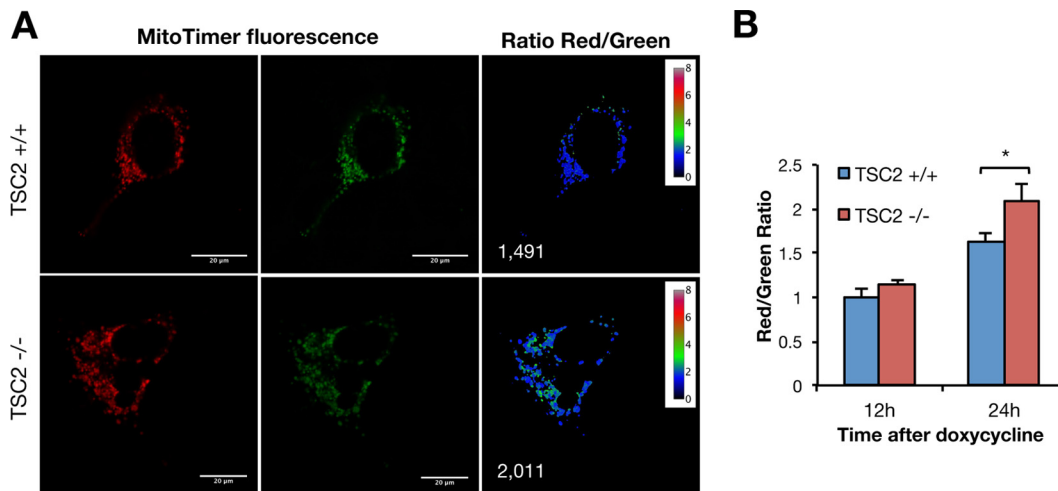 A
MitoTimer fluorescence
Ratio Red/Green
TSC2 +/+
20 µm
20 µm
8
6
4
2
0
1,491
TSC2 -/-
20 µm
20 µm
8
6
4
2
0
2,011
B
Red/Green Ratio
2.5
2
1.5
1
0.5
0
TSC2 +/+
TSC2 -/-
*
12h
24h
Time after doxycycline